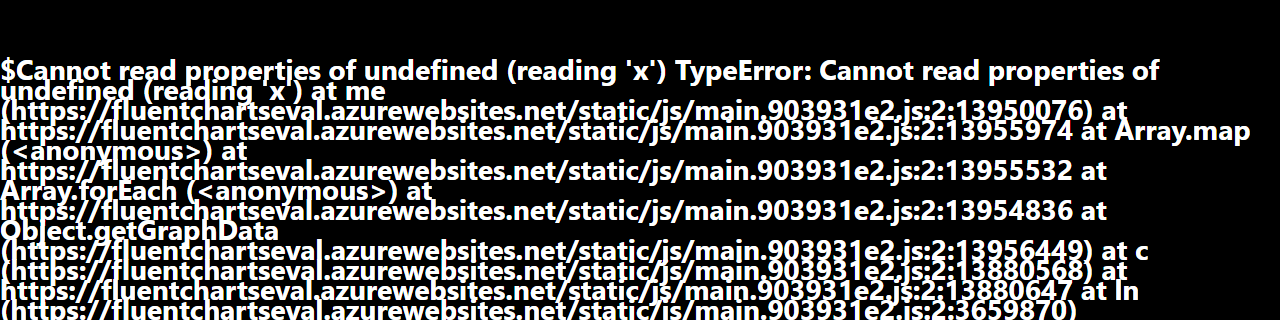 $Cannot read properties of undefined (reading 'x') TypeError: Cannot read properties of
undefined (reading 'x') at me
(https://fluentchartseval.azurewebsites.net/static/js/main.903931e2.js:2:13950076) at
https://fluentchartseval.azurewebsites.net/static/js/main.903931e2.js:2:13955974 at Array.map
(<anonymous>) at
https://fluentchartseval.azurewebsites.net/static/js/main.903931e2.js:2:13955532 at
Array.forEach (<anonymous>) at
https://fluentchartseval.azurewebsites.net/static/js/main.903931e2.js:2:13954836 at
Object.getGraphData
(https://fluentchartseval.azurewebsites.net/static/js/main.903931e2.js:2:13956449) at c
(https://fluentchartseval.azurewebsites.net/static/js/main.903931e2.js:2:13880568) at
https://fluentchartseval.azurewebsites.net/static/js/main.903931e2.js:2:13880647 at ln
(https://fluentchartseval.azurewebsites.net/static/js/main.903931e2.js:2:3659870)